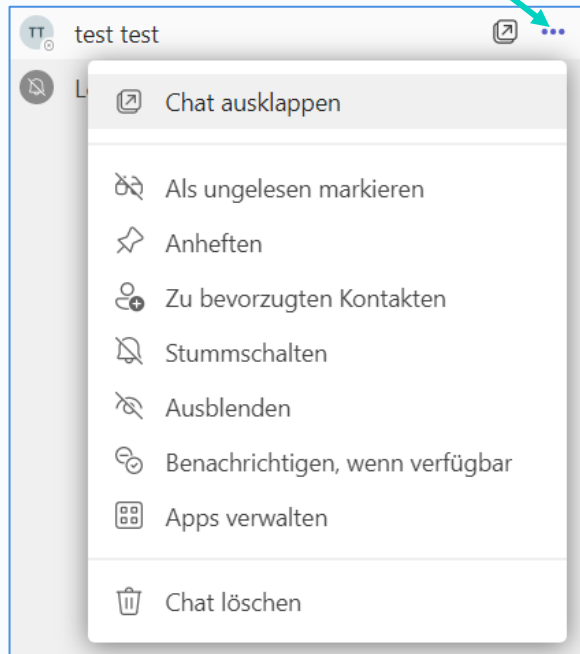 TT test test
Chat ausklappen
Als ungelesen markieren
Anheften
Zu bevorzugten Kontakten
Stummschalten
Ausblenden
Benachrichtigen, wenn verfügbar
Apps verwalten
Chat löschen